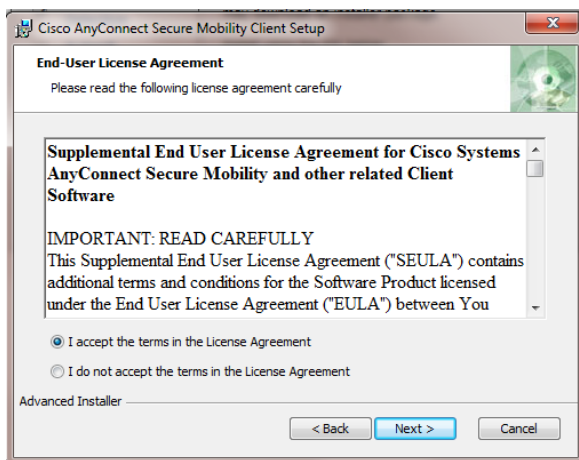 Cisco AnyConnect Secure Mobility Client Setup
End-User License Agreement
Please read the following license agreement carefully
Supplemental End User License Agreement for Cisco Systems
AnyConnect Secure Mobility and other related Client
Software
IMPORTANT: READ CAREFULLY
This Supplemental End User License Agreement ("SEULA") contains
additional terms and conditions for the Software Product licensed
under the End User License Agreement ("EULA") between You
I accept the terms in the License Agreement
I do not accept the terms in the License Agreement
Advanced Installer
< Back Next > Cancel